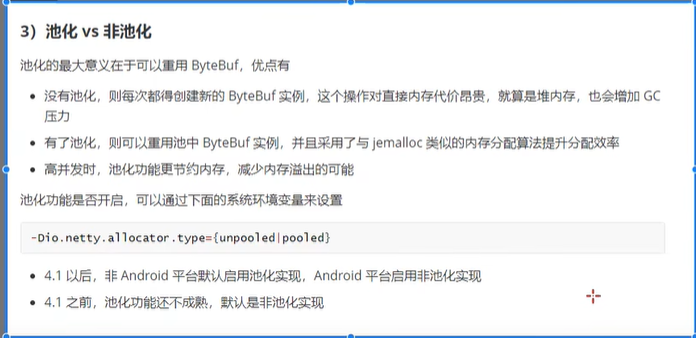 3）池化 vs 非池化
池化的最大意义在于可以重用 ByteBuf，优点有
• 没有池化，则每次都得创建新的 ByteBuf 实例，这个操作对直接内存代价昂贵，就算是堆内存，也会增加 GC
压力
• 有了池化，则可以重用池中 ByteBuf 实例，并且采用了与 jemalloc 类似的内存分配算法提升分配效率
• 高并发时，池化功能更节约内存，减少内存溢出的可能
池化功能是否开启，可以通过下面的系统环境变量来设置
-Dio.netty.allocator.type={unpooled|pooled}
• 4.1 以后，非 Android 平台默认启用池化实现，Android 平台启用非池化实现
• 4.1 之前，池化功能还不成熟，默认是非池化实现